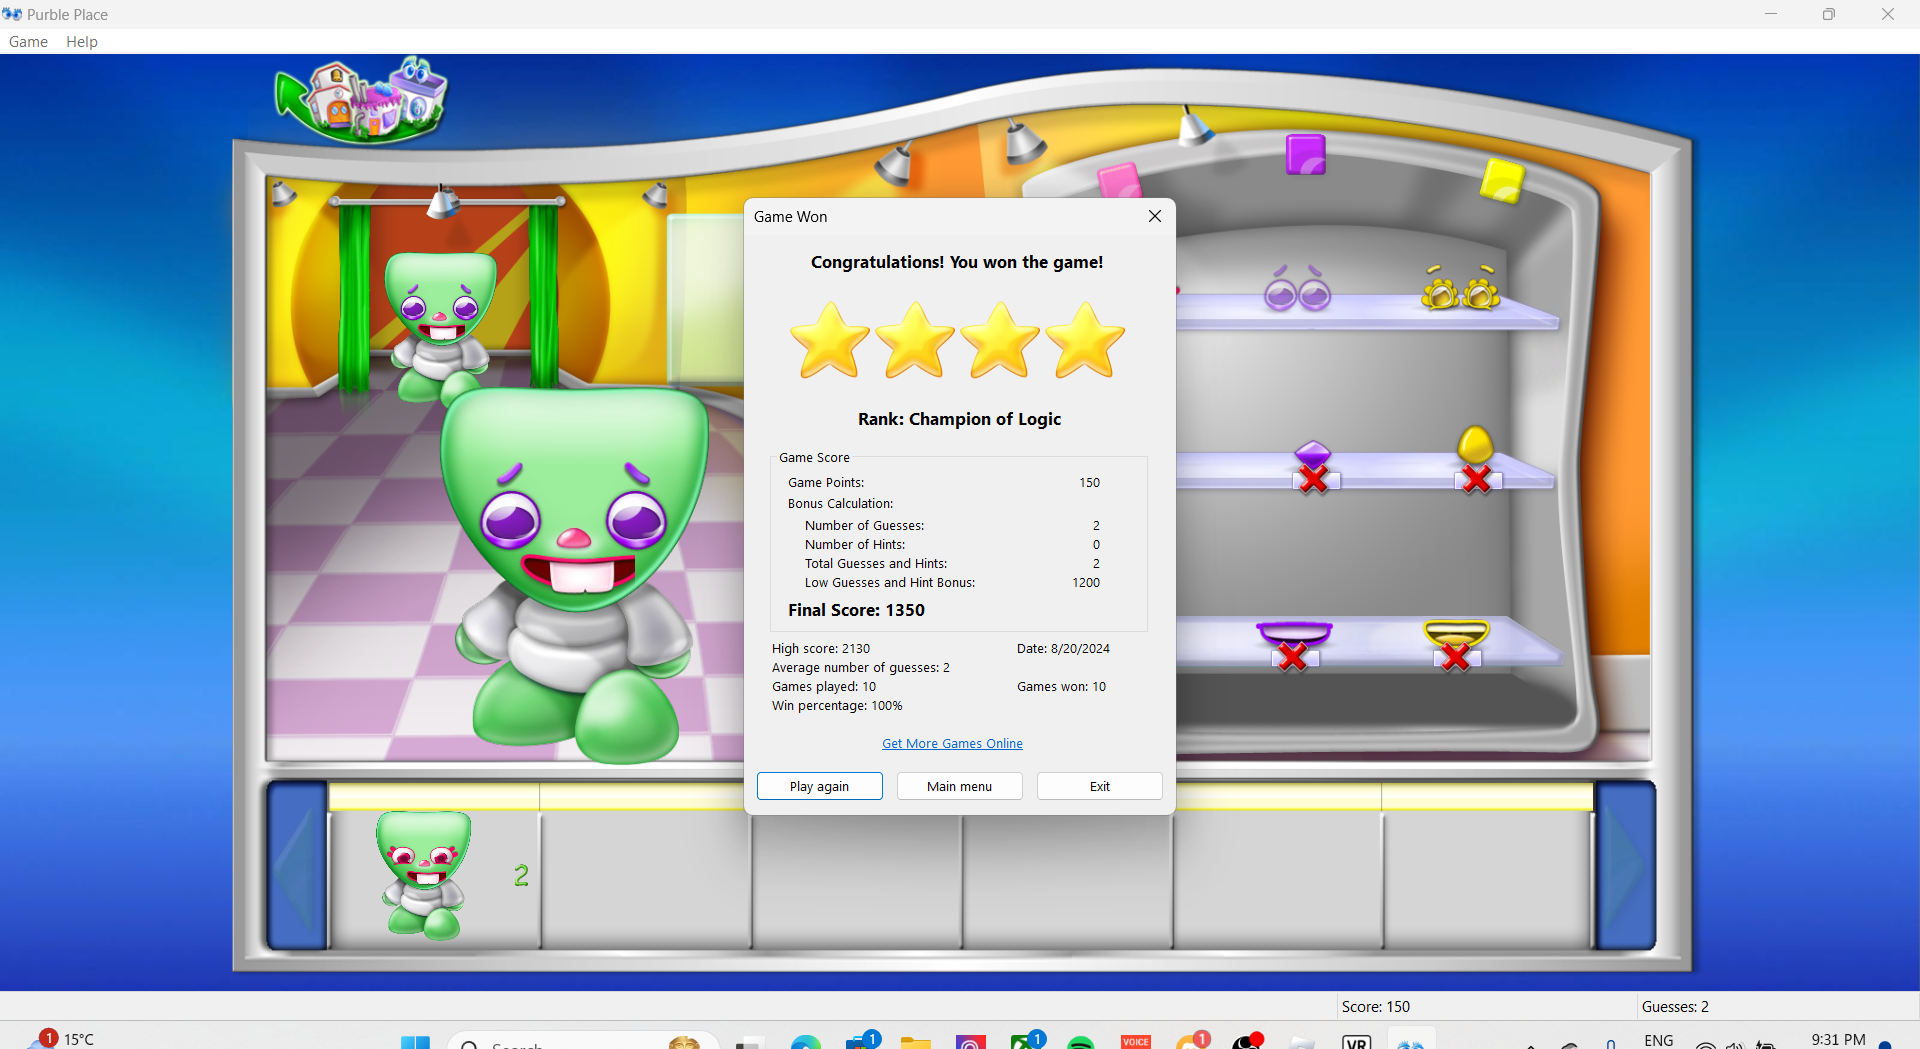 Purble Place
Game Help
Game Won
Congratulations! You won the game!
Rank: Champion of Logic
Game Score
Game Points: 150
Bonus Calculation:
Number of Guesses: 2
Number of Hints: 0
Total Guesses and Hints: 2
Low Guesses and Hint Bonus: 1200
Final Score: 1350
High score: 2130 Date: 8/20/2024
Average number of guesses: 2
Games played: 10 Games won: 10
Win percentage: 100%
Get More Games Online
Play again Main menu Exit
2
Score: 150 Guesses: 2
1 15°C Search 1 1 VOICE 1 VR ENG 9:31 PM